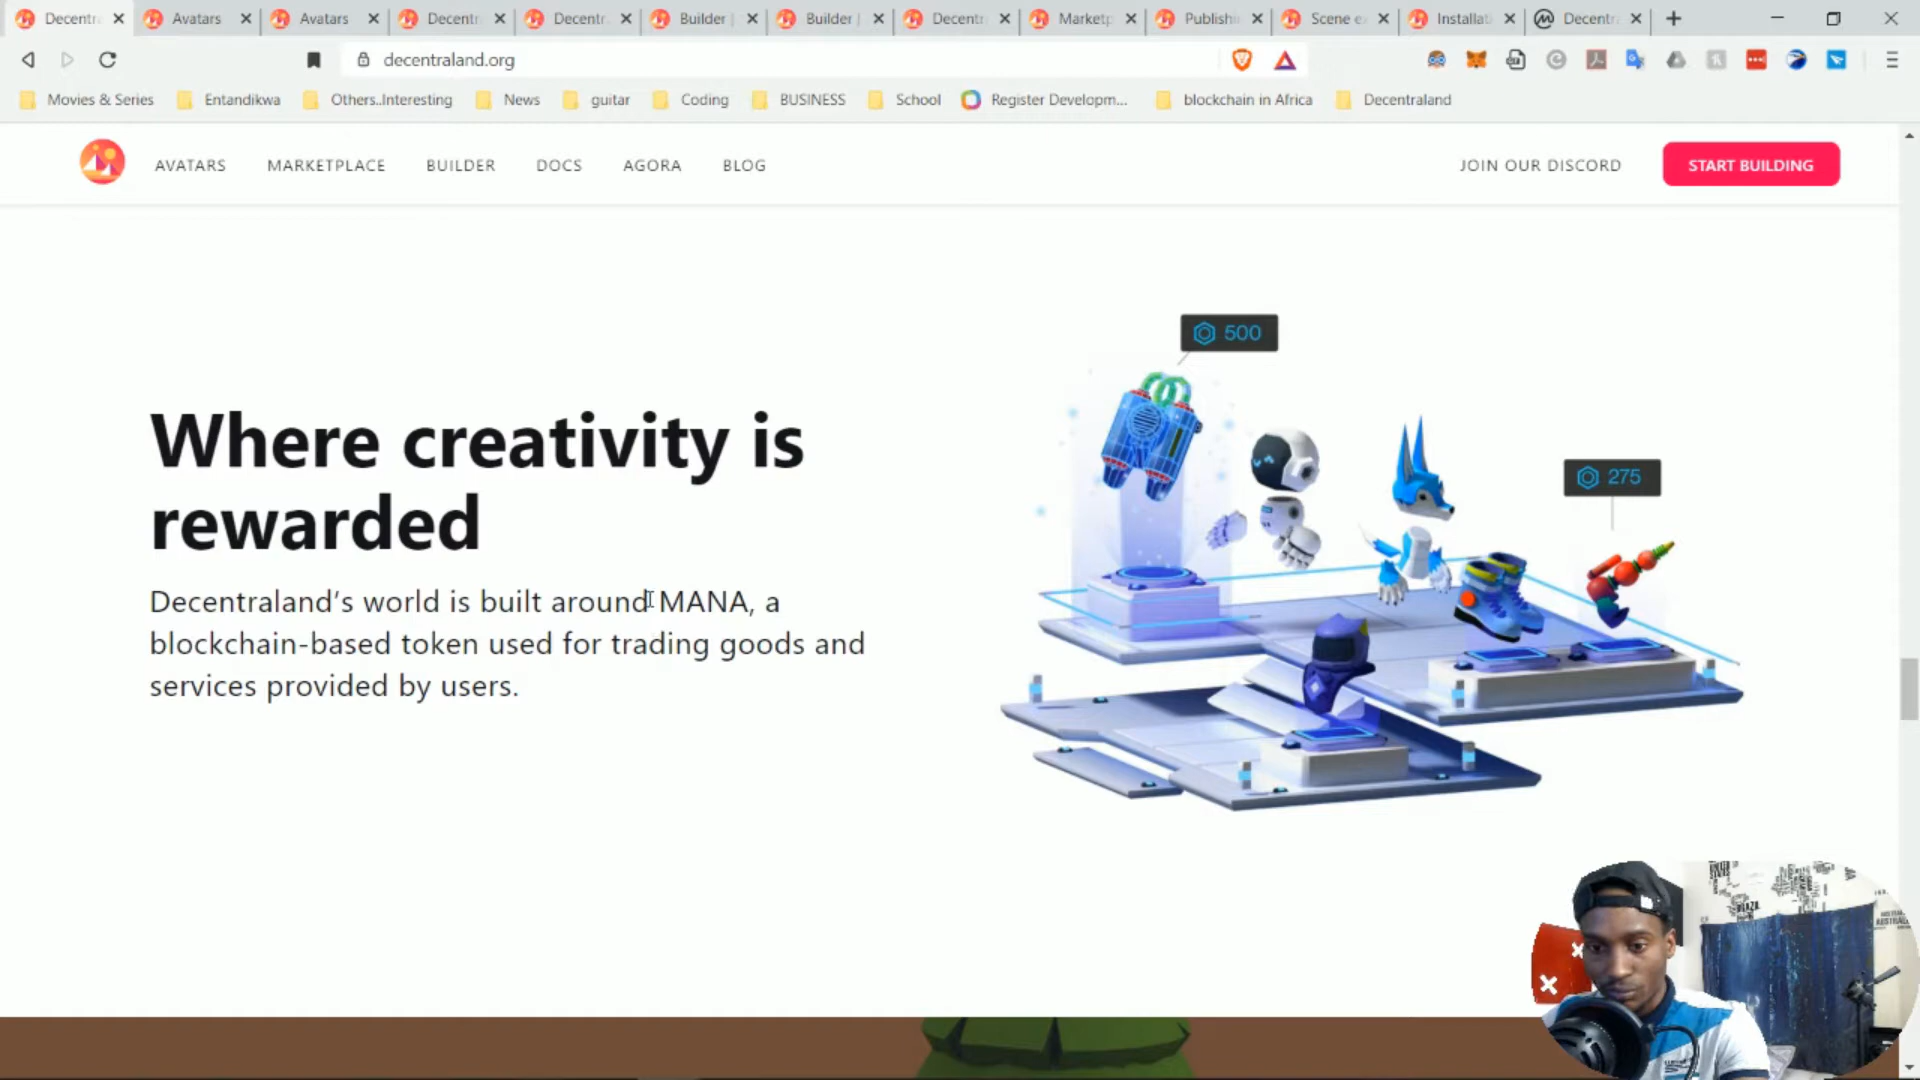 Decentr
Avatars
Avatars
Decentr
Decentr
Builder |
Builder |
Decentr
Marketp
Publishi
Scene e
Installat
Decentr
decentraland.org
Movies & Series
Entandikwa
Others..Interesting
News
guitar
Coding
BUSINESS
School
Register Developm...
blockchain in Africa
Decentraland
AVATARS
MARKETPLACE
BUILDER
DOCS
AGORA
BLOG
JOIN OUR DISCORD
START BUILDING
500
275
Where creativity is
rewarded
Decentraland's world is built around MANA, a
blockchain-based token used for trading goods and
services provided by users.